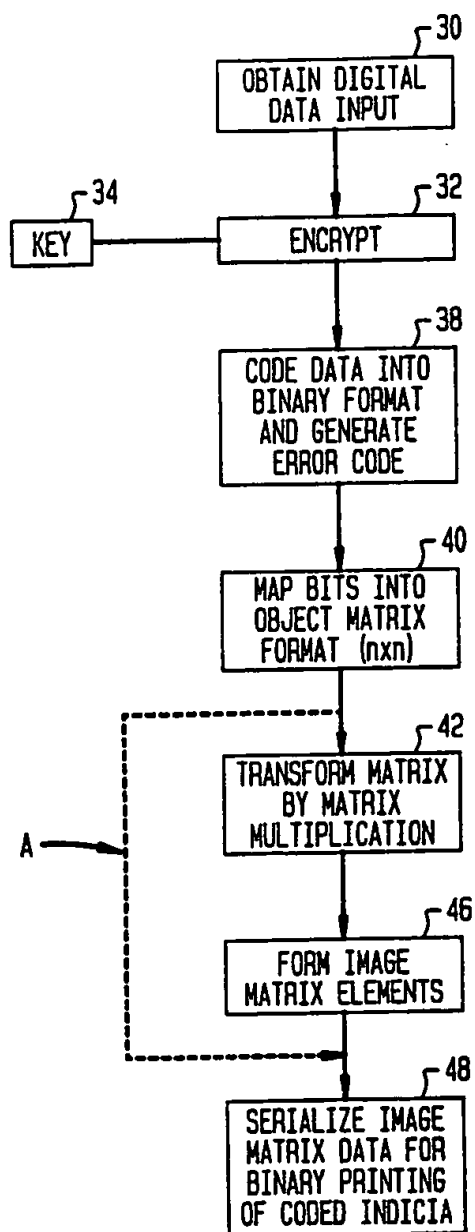 30
OBTAIN DIGITAL
DATA INPUT
34
32
KEY
ENCRYPT
38
CODE DATA INTO
BINARY FORMAT
AND GENERATE
ERROR CODE
40
MAP BITS INTO
OBJECT MATRIX
FORMAT (nxn)
42
TRANSFORM MATRIX
BY MATRIX
MULTIPLICATION
A
46
FORM IMAGE
MATRIX ELEMENTS
48
SERIALIZE IMAGE
MATRIX DATA FOR
BINARY PRINTING
OF CODED INDICIA